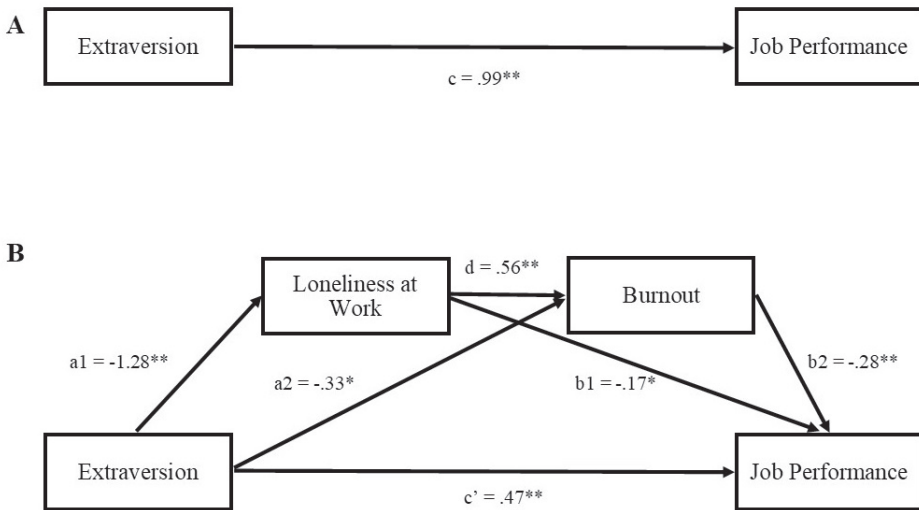 A
Extraversion
Job Performance
c = .99**
B
Loneliness at
Work
d = .56**
Burnout
a1 = -1.28**
a2 = -.33*
b1 = -.17*
b2 = -.28**
Extraversion
Job Performance
c’ = .47**